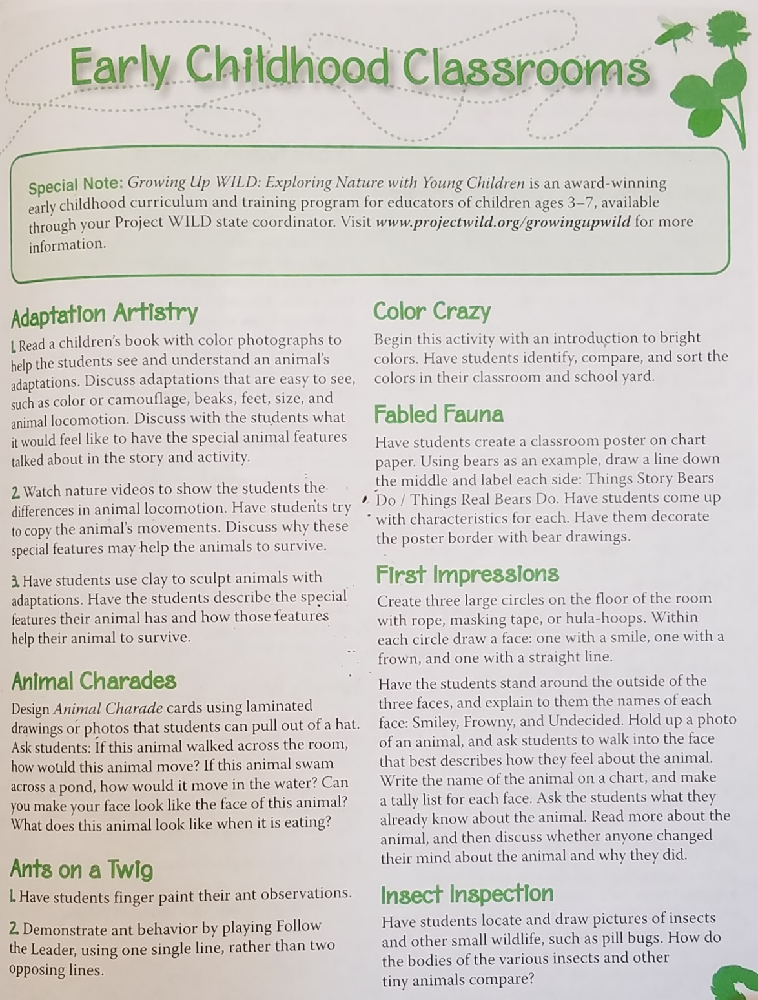 Early Childhood Classrooms
Special Note: Growing Up WILD: Exploring Nature with Young Children is an award-winning
early childhood curriculum and training program for educators of children ages 3–7, available
through your Project WILD state coordinator. Visit www.projectwild.org/growingupwild for more
information.
Adaptation Artistry
1. Read a children's book with color photographs to
help the students see and understand an animal's
adaptations. Discuss adaptations that are easy to see,
such as color or camouflage, beaks, feet, size, and
animal locomotion. Discuss with the students what
it would feel like to have the special animal features
talked about in the story and activity.
2. Watch nature videos to show the students the
differences in animal locomotion. Have students try
to copy the animal's movements. Discuss why these
special features may help the animals to survive.
3. Have students use clay to sculpt animals with
adaptations. Have the students describe the special
features their animal has and how those features
help their animal to survive.
Animal Charades
Design Animal Charade cards using laminated
drawings or photos that students can pull out of a hat.
Ask students: If this animal walked across the room,
how would this animal move? If this animal swam
across a pond, how would it move in the water? Can
you make your face look like the face of this animal?
What does this animal look like when it is eating?
Ants on a Twig
1. Have students finger paint their ant observations.
2. Demonstrate ant behavior by playing Follow
the Leader, using one single line, rather than two
opposing lines.
Color Crazy
Begin this activity with an introduction to bright
colors. Have students identify, compare, and sort the
colors in their classroom and school yard.
Fabled Fauna
Have students create a classroom poster on chart
paper. Using bears as an example, draw a line down
the middle and label each side: Things Story Bears
Do / Things Real Bears Do. Have students come up
with characteristics for each. Have them decorate
the poster border with bear drawings.
First Impressions
Create three large circles on the floor of the room
with rope, masking tape, or hula-hoops. Within
each circle draw a face: one with a smile, one with a
frown, and one with a straight line.
Have the students stand around the outside of the
three faces, and explain to them the names of each
face: Smiley, Frowny, and Undecided. Hold up a photo
of an animal, and ask students to walk into the face
that best describes how they feel about the animal.
Write the name of the animal on a chart, and make
a tally list for each face. Ask the students what they
already know about the animal. Read more about the
animal, and then discuss whether anyone changed
their mind about the animal and why they did.
Insect Inspection
Have students locate and draw pictures of insects
and other small wildlife, such as pill bugs. How do
the bodies of the various insects and other
tiny animals compare?